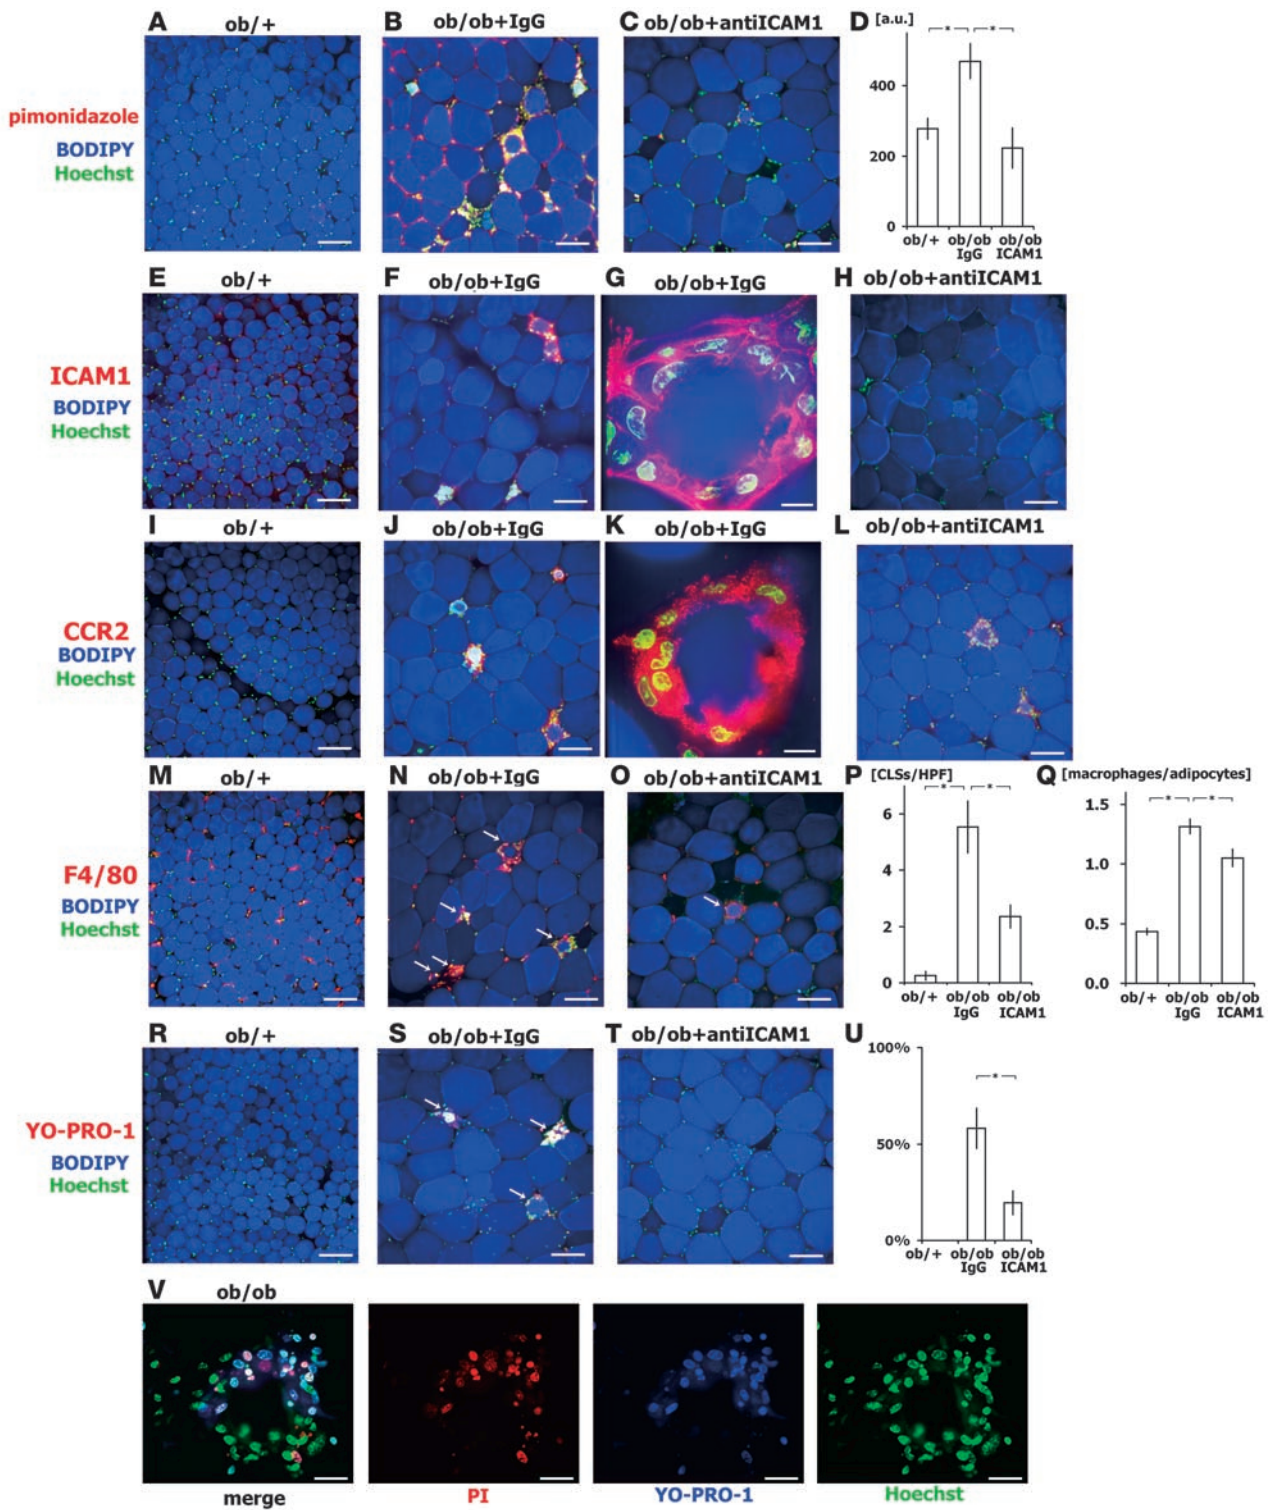 A ob/+
B ob/ob+IgG
C ob/ob+antiICAM1
D [a.u.]
pimonidazole
BODIPY
Hoechst
* *
400
200
0
ob/+ ob/ob IgG ob/ob ICAM1
E ob/+
F ob/ob+IgG
G ob/ob+IgG
H ob/ob+antiICAM1
ICAM1
BODIPY
Hoechst
I ob/+
J ob/ob+IgG
K ob/ob+IgG
L ob/ob+antiICAM1
CCR2
BODIPY
Hoechst
M ob/+
N ob/ob+IgG
O ob/ob+antiICAM1
P [CLSs/HPF]
Q [macrophages/adipocytes]
F4/80
BODIPY
Hoechst
* *
6
4
2
0
ob/+ ob/ob IgG ob/ob ICAM1
* *
1.5
1.0
0.5
0.0
ob/+ ob/ob IgG ob/ob ICAM1
R ob/+
S ob/ob+IgG
T ob/ob+antiICAM1
U
YO-PRO-1
BODIPY
Hoechst
100%
*
50%
0%
ob/+ ob/ob IgG ob/ob ICAM1
V ob/ob
merge
PI
YO-PRO-1
Hoechst